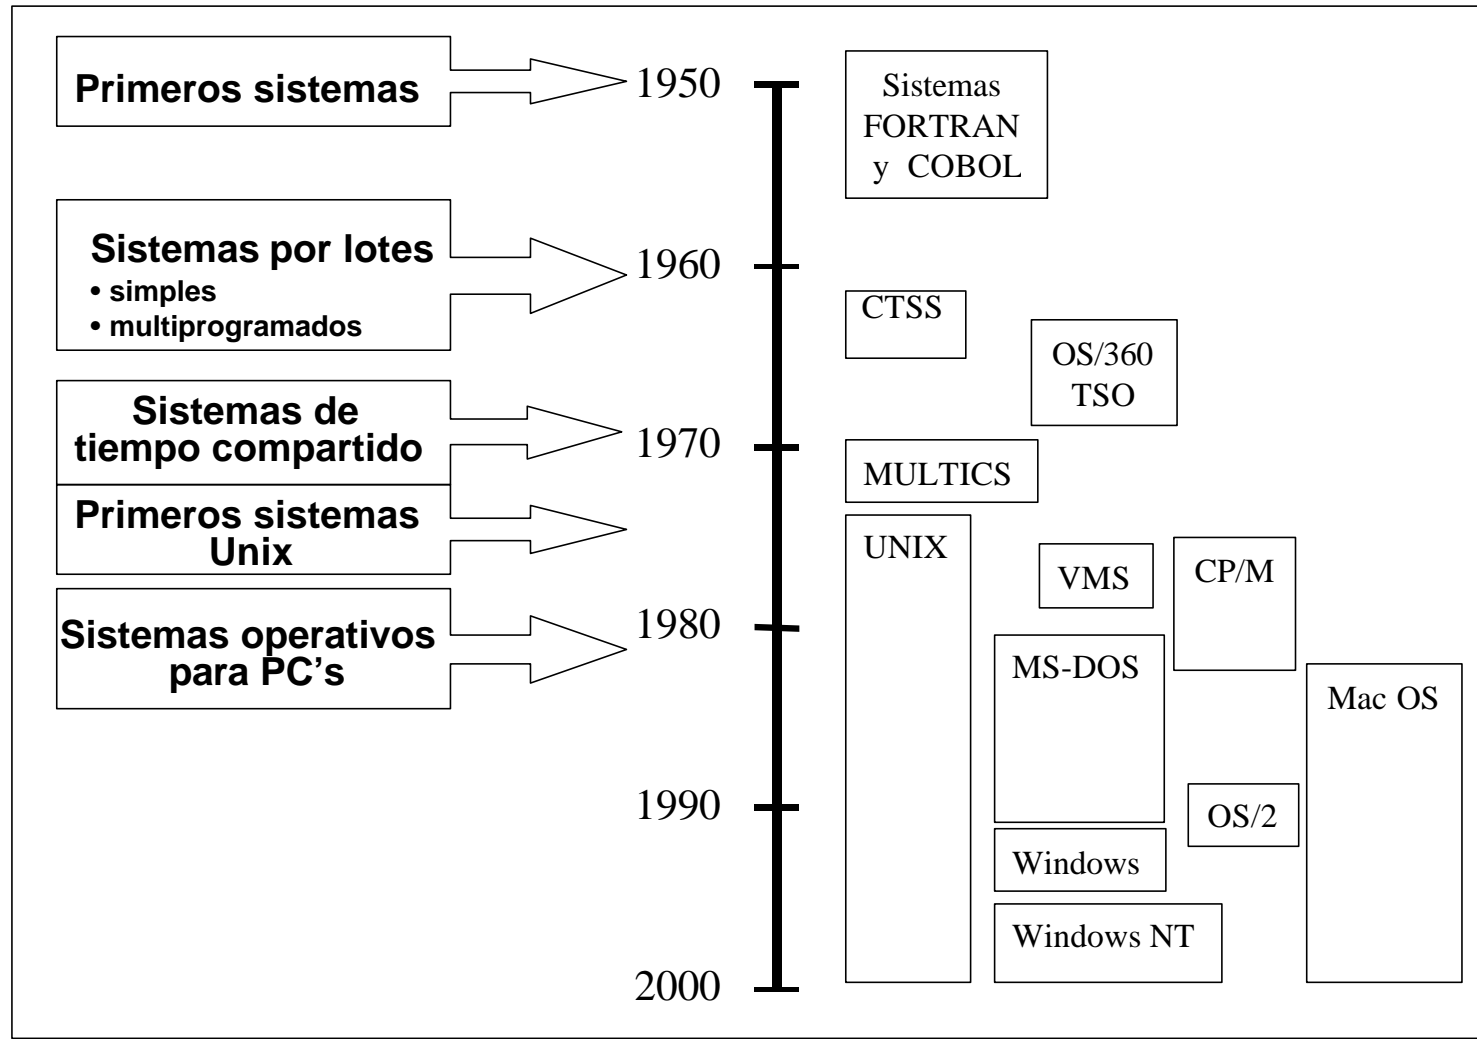 Primeros sistemas
Sistemas por lotes
• simples
• multiprogramados
Sistemas de
tiempo compartido
Primeros sistemas
Unix
Sistemas operativos
para PC's
1950
1960
1970
1980
1990
2000
Sistemas
FORTRAN
y COBOL
CTSS
OS/360
TSO
MULTICS
UNIX
VMS
CP/M
MS-DOS
Mac OS
OS/2
Windows
Windows NT